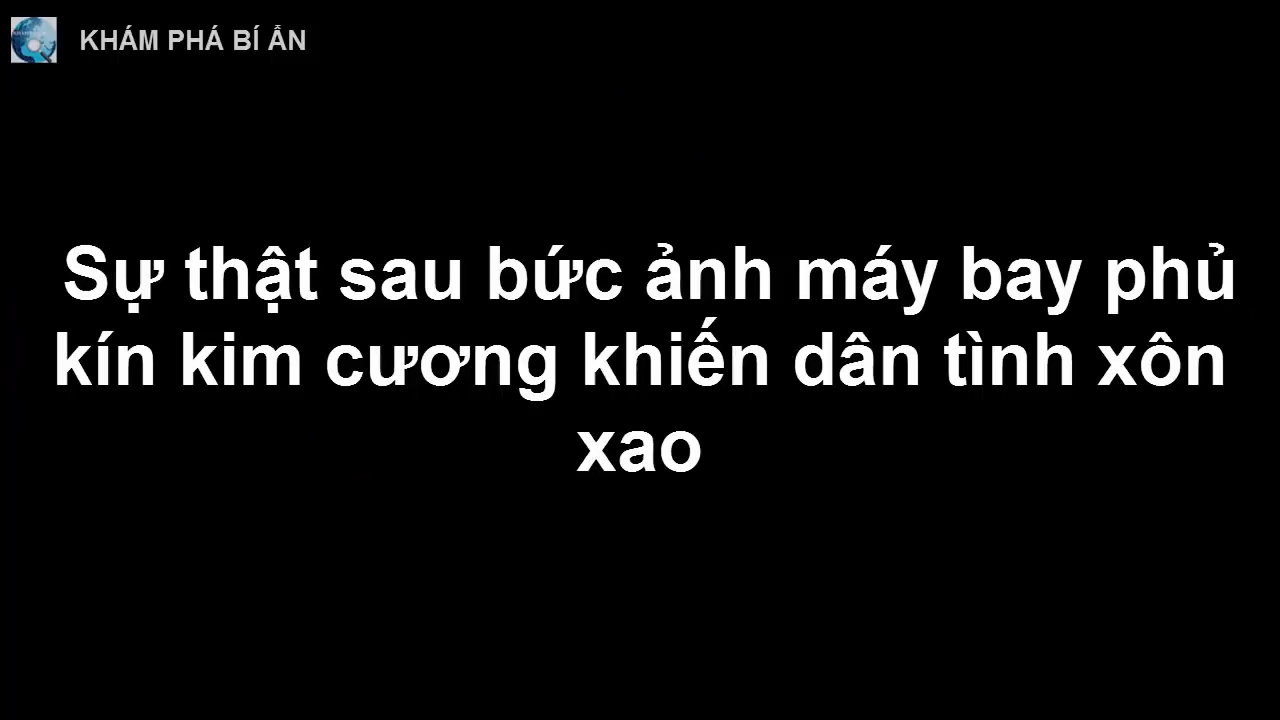 KHÁM PHÁ BÍ ẨN
Sự thật sau bức ảnh máy bay phủ
kín kim cương khiến dân tình xôn
xao